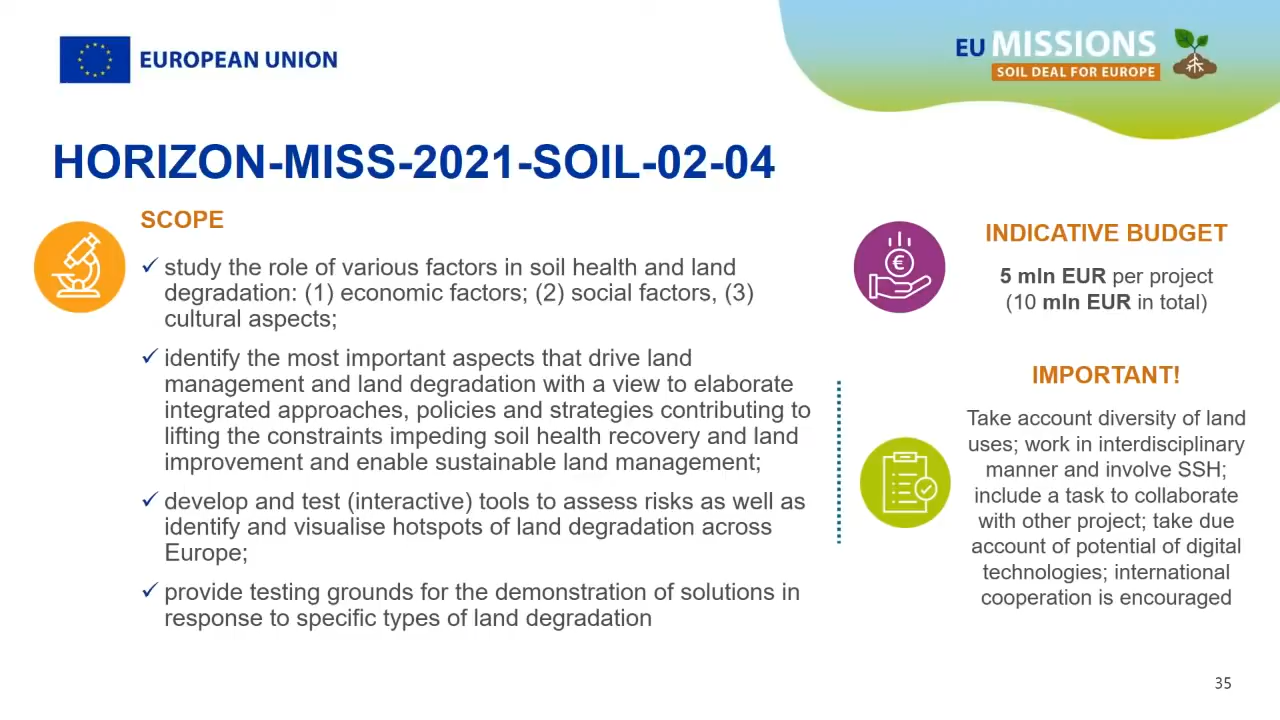 EUROPEAN UNION
EU MISSIONS
SOIL DEAL FOR EUROPE
HORIZON-MISS-2021-SOIL-02-04
SCOPE
✓ study the role of various factors in soil health and land
degradation: (1) economic factors; (2) social factors, (3)
cultural aspects;
✓ identify the most important aspects that drive land
management and land degradation with a view to elaborate
integrated approaches, policies and strategies contributing to
lifting the constraints impeding soil health recovery and land
improvement and enable sustainable land management;
✓ develop and test (interactive) tools to assess risks as well as
identify and visualise hotspots of land degradation across
Europe;
✓ provide testing grounds for the demonstration of solutions in
response to specific types of land degradation
€
INDICATIVE BUDGET
5 mln EUR per project
(10 mln EUR in total)
IMPORTANT!
Take account diversity of land
uses; work in interdisciplinary
manner and involve SSH;
include a task to collaborate
with other project; take due
account of potential of digital
technologies; international
cooperation is encouraged
35